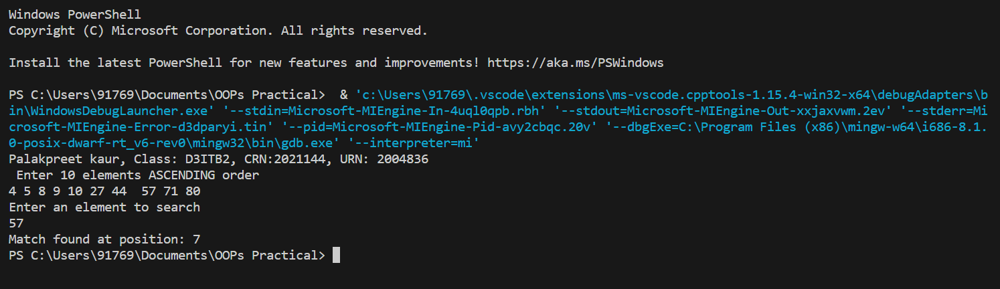 Windows PowerShell
Copyright (C) Microsoft Corporation. All rights reserved.
Install the latest PowerShell for new features and improvements! https://aka.ms/PSWindows
PS C:\Users\91769\Documents\OOPs Practical>  & 'c:\Users\91769\.vscode\extensions\ms-vscode.cpptools-1.15.4-win32-x64\debugAdapters\b
in\WindowsDebugLauncher.exe' '--stdin=Microsoft-MIEngine-In-4uql0qpb.rbh' '--stdout=Microsoft-MIEngine-Out-xxjaxvwm.2ev' '--stderr=Mi
crosoft-MIEngine-Error-d3dparyi.tin' '--pid=Microsoft-MIEngine-Pid-avy2cbqc.20v' '--dbgExe=C:\Program Files (x86)\mingw-w64\i686-8.1.
0-posix-dwarf-rt_v6-rev0\mingw32\bin\gdb.exe' '--interpreter=mi'
Palakpreet kaur, Class: D3ITB2, CRN:2021144, URN: 2004836
 Enter 10 elements ASCENDING order
4 5 8 9 10 27 44  57 71 80
Enter an element to search
57
Match found at position: 7
PS C:\Users\91769\Documents\OOPs Practical>